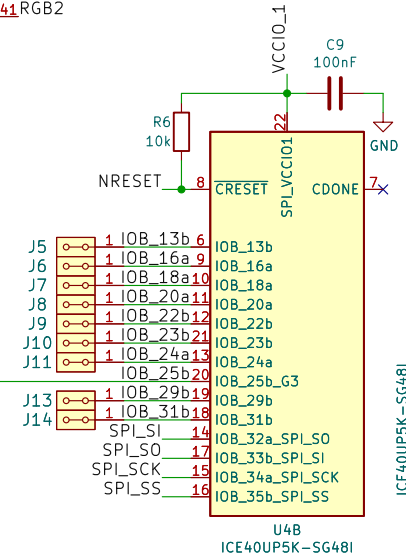 41 RGB2
VCCIO_1
C9
100nF
GND
R6
10k
22
SPI_VCCIO1
NRESET 8 CRESET CDONE 7
J5 1 IOB_13b 6 IOB_13b
J6 1 IOB_16a 9 IOB_16a
J7 1 IOB_18a 10 IOB_18a
J8 1 IOB_20a 11 IOB_20a
J9 1 IOB_22b 12 IOB_22b
J10 1 IOB_23b 21 IOB_23b
J11 1 IOB_24a 13 IOB_24a
IOB_25b 20 IOB_25b_G3
J13 1 IOB_29b 19 IOB_29b
J14 1 IOB_31b 18 IOB_31b
SPI_SI 14 IOB_32a_SPI_SO
SPI_SO 17 IOB_33b_SPI_SI
SPI_SCK 15 IOB_34a_SPI_SCK
SPI_SS 16 IOB_35b_SPI_SS
U4B
ICE40UP5K-SG48I
ICE40UP5K-SG48I